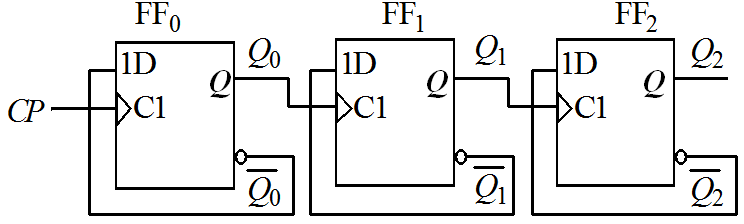 FF₀ FF₁ FF₂
1D Q Q₀ 1D Q Q₁ 1D Q Q₂
CP C1 C1 C1
Q̅₀ Q̅₁ Q̅₂